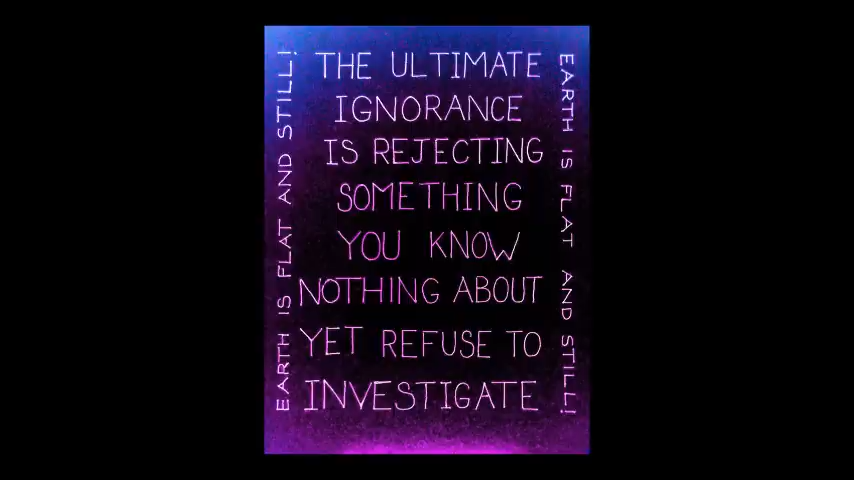 EARTH IS FLAT AND STILL!
THE ULTIMATE
IGNORANCE
IS REJECTING
SOMETHING
YOU KNOW
NOTHING ABOUT
YET REFUSE TO
INVESTIGATE
EARTH IS FLAT AND STILL!